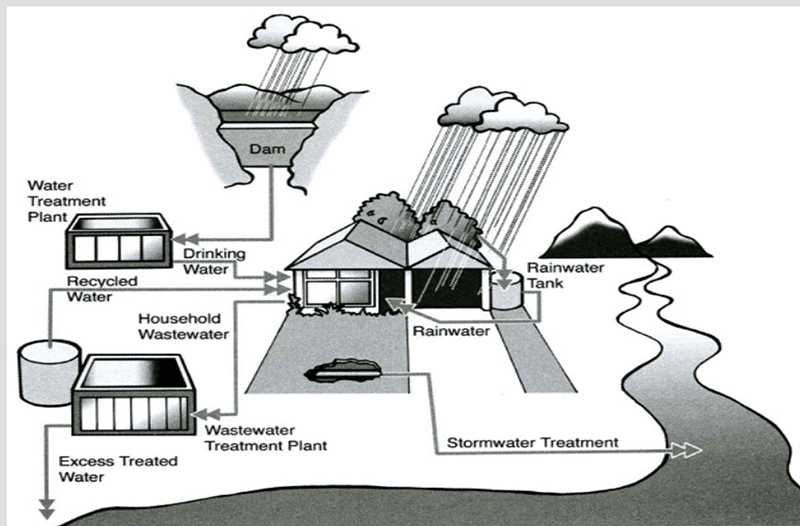 Dam
Water
Treatment
Plant
Drinking
Water
Recycled
Water
Household
Wastewater
Rainwater
Tank
Rainwater
Wastewater
Treatment Plant
Stormwater Treatment
Excess Treated
Water